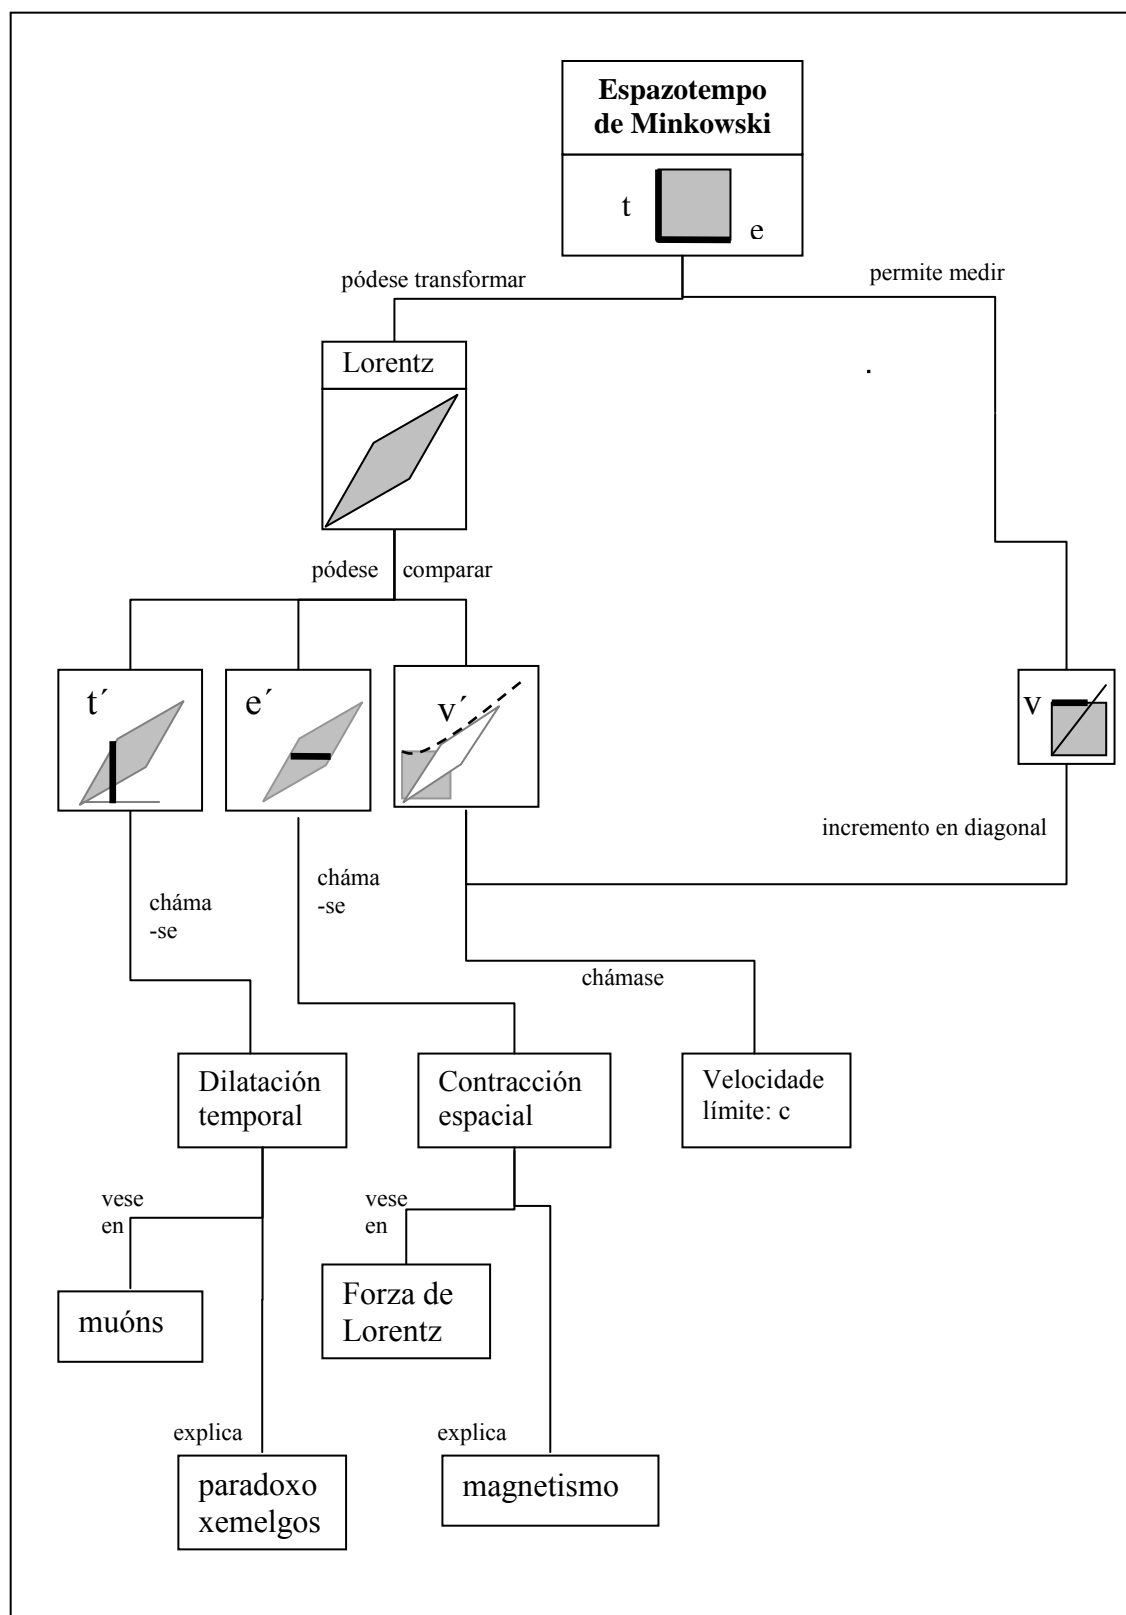 Espazotempo
de Minkowski
t
e
pódese transformar
permite medir
Lorentz
pódese comparar
t´
e´
v´
v
incremento en diagonal
cháma
-se
cháma
-se
chámase
Dilatación
temporal
Contracción
espacial
Velocidade
límite: c
vese
en
vese
en
muóns
Forza de
Lorentz
explica
explica
paradoxo
xemelgos
magnetismo